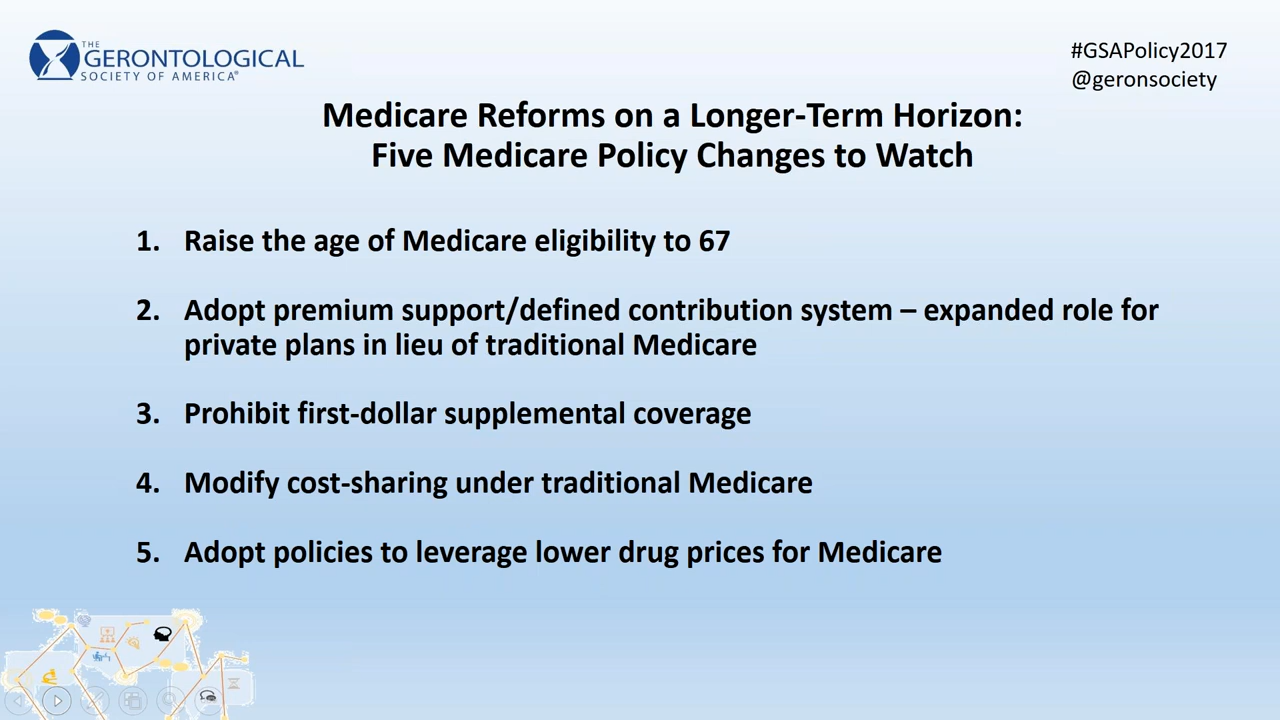 THE
GERONTOLOGICAL
SOCIETY OF AMERICA®
#GSAPolicy2017
@geronsociety
Medicare Reforms on a Longer-Term Horizon:
Five Medicare Policy Changes to Watch
1. Raise the age of Medicare eligibility to 67
2. Adopt premium support/defined contribution system – expanded role for
private plans in lieu of traditional Medicare
3. Prohibit first-dollar supplemental coverage
4. Modify cost-sharing under traditional Medicare
5. Adopt policies to leverage lower drug prices for Medicare